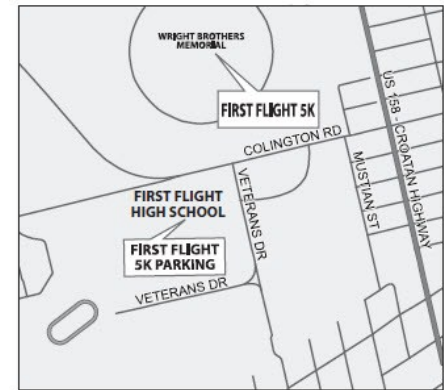 WRIGHT BROTHERS
MEMORIAL
FIRST FLIGHT 5K
COLINGTON RD
US 158 - CROATAN HIGHWAY
MUSTIAN ST
VETERANS DR
FIRST FLIGHT
HIGH SCHOOL
FIRST FLIGHT
5K PARKING
VETERANS DR